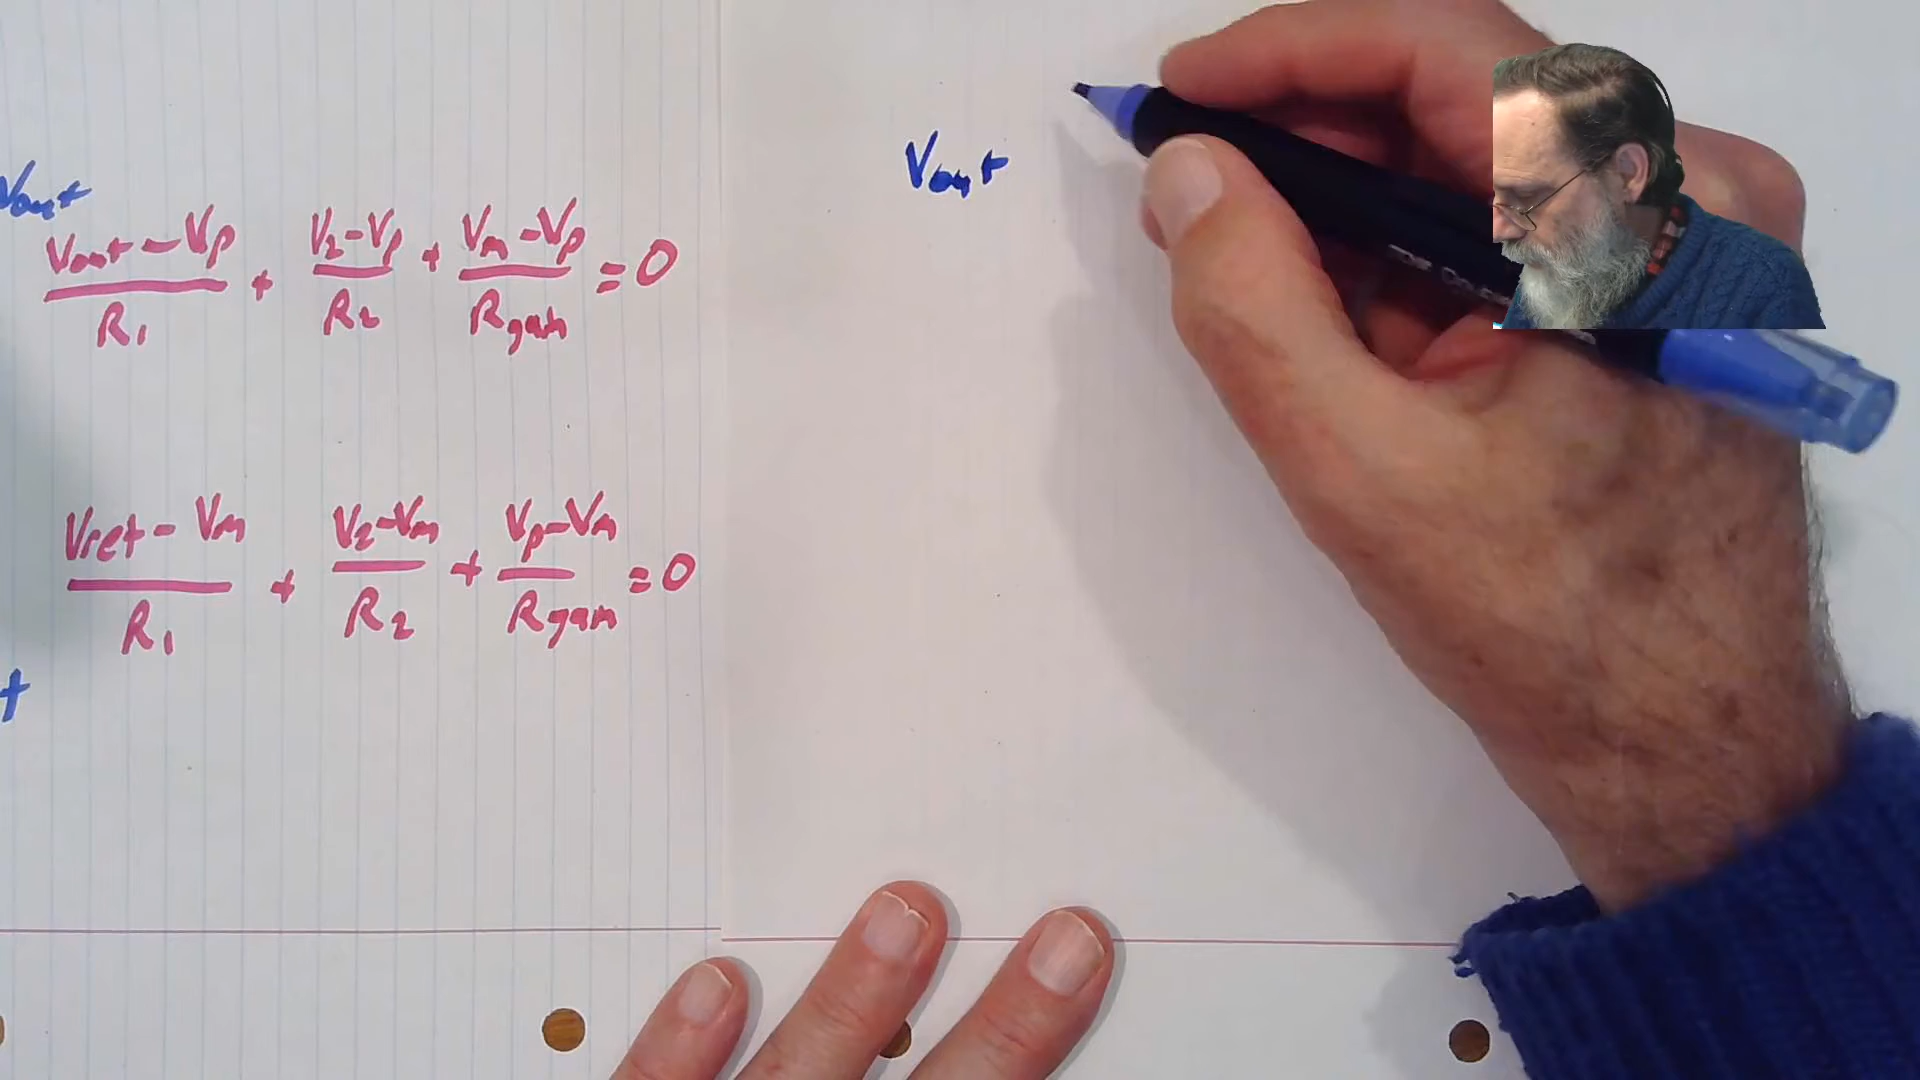 Vout
Vout - Vp / R1 + V2 - Vp / R2 + Vm - Vp / Rgain = 0
Vref - Vm / R1 + V2 - Vm / R2 + Vp - Vm / Rgain = 0
t
Vout